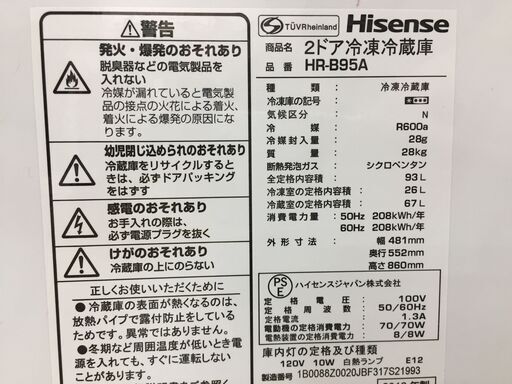 警告
発火・爆発のおそれあり
脱臭器などの電気製品を
入れない
冷媒が漏れていると電気製
品の接点の火花による着火、
着火による爆発の原因にな
ります。
幼児閉じ込められのおそれあり
冷蔵庫をリサイクルすると
き は、必ずドアパッキング
をはずす
感電のおそれあり
お手入れの際は、
必ず電源プラグを抜く
けがのおそれあり
冷蔵庫の上にのらない
正しくお使いいただくために
●冷蔵庫の表面が熱くなるのは、
放熱パイプで露付防止をしている
ためです。異常ではありません。
●冬期など周囲の温度が低いとき
電源を入れても、すぐに運転しな
いことがあります。
TÜVRheinland
Hisense
商品名 2ドア冷凍冷蔵庫
品番 HR-B95A
種類: 冷凍冷蔵庫
冷凍庫の記号:
気候区分: N
冷媒: R600a
冷媒封入量: 28g
質量: 28kg
断熱発泡ガス: シクロペンタン
全定格内容積: 93L
冷凍室の定格内容積: 26L
冷蔵室の定格内容積: 67L
消費電力量: 50Hz 208kWh/年
60Hz 208kWh/年
外形寸法: 幅 481mm
奥行 552mm
高さ 860mm
PS
E
ハイセンスジャパン株式会社
定格電圧: 100V
定格周波数: 50/60Hz
定格電流: 1.3A
電動機の定格消費電力: 70/70W
電熱装置の定格消費電力: 8/8W
庫内灯の定格及び種類
120V 10W 白熱ランプ E12
製造番号: 1B0088Z0020JBF317S21993